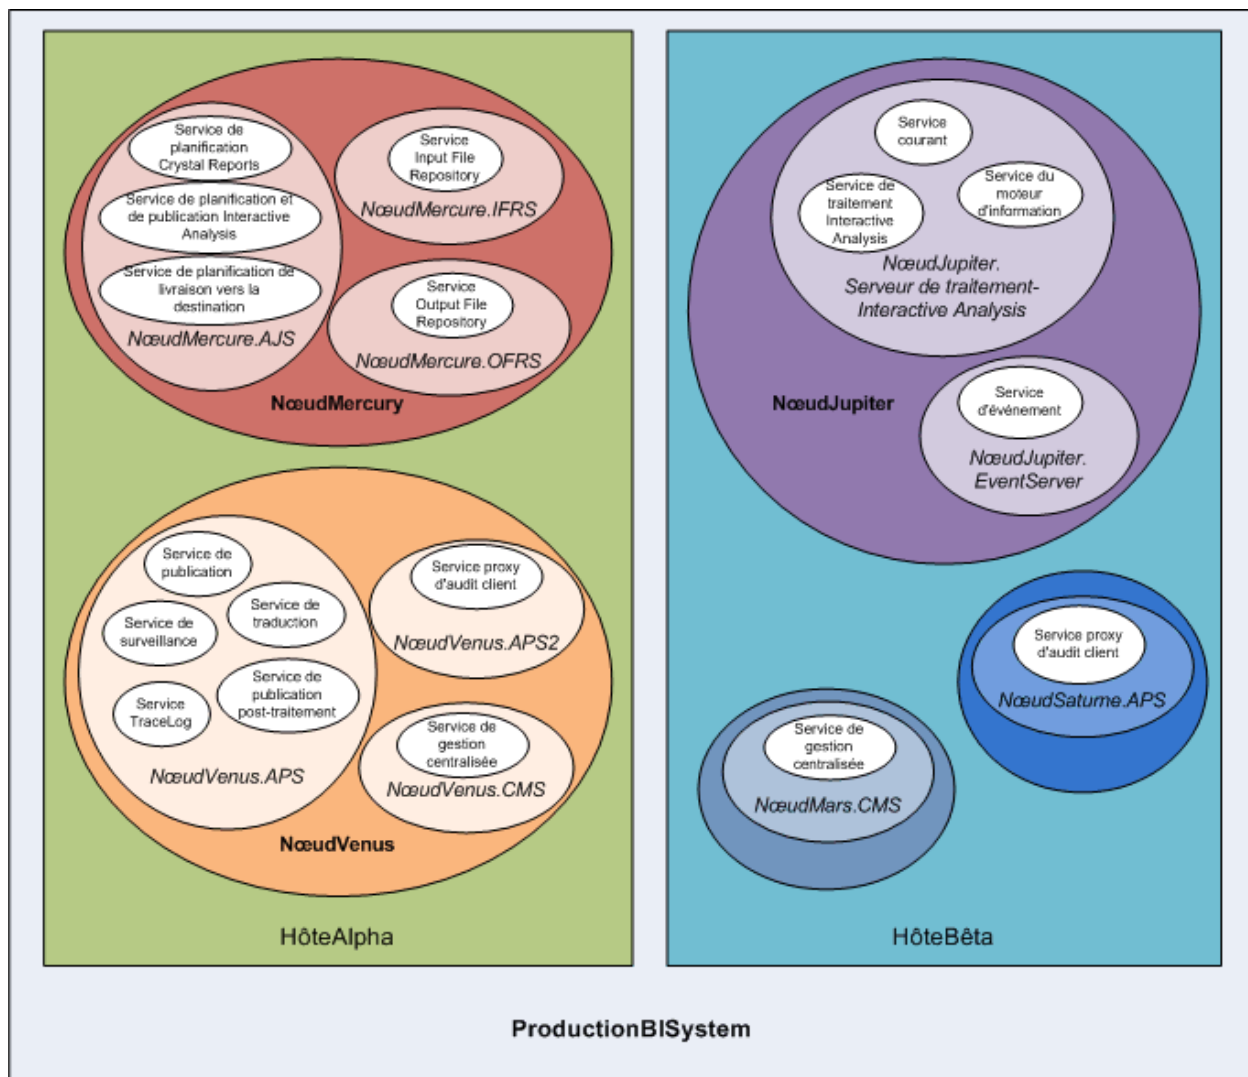 Service de
planification
Crystal Reports
Service de planification et
de publication Interactive
Analysis
Service de planification de
livraison vers la
destination
NœudMercure.AJS
Service
Input File
Repository
NœudMercure.IFRS
Service
Output File
Repository
NœudMercure.OFRS
NœudMercury
Service de
publication
Service de
surveillance
Service de
traduction
Service
TraceLog
Service de
publication
post-traitement
NœudVenus.APS
Service proxy
d'audit client
NœudVenus.APS2
Service de
gestion
centralisée
NœudVenus.CMS
NœudVenus
HôteAlpha
Service
courant
Service de
traitement
Interactive
Analysis
Service du
moteur
d'information
NœudJupiter.
Serveur de traitement-
Interactive Analysis
NœudJupiter
Service
d'événement
NœudJupiter.
EventServer
Service proxy
d'audit client
NœudSaturne.APS
Service de
gestion
centralisée
NœudMars.CMS
HôteBêta
ProductionBISystem